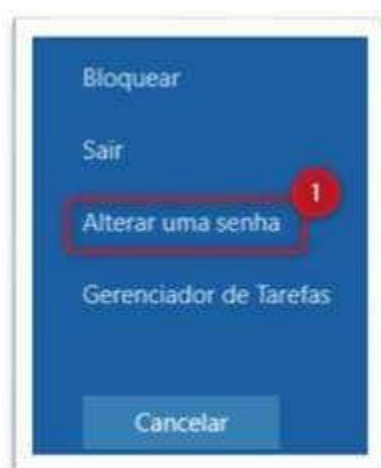 Bloquear
Sair
1
Alterar uma senha
Gerenciador de Tarefas
Cancelar